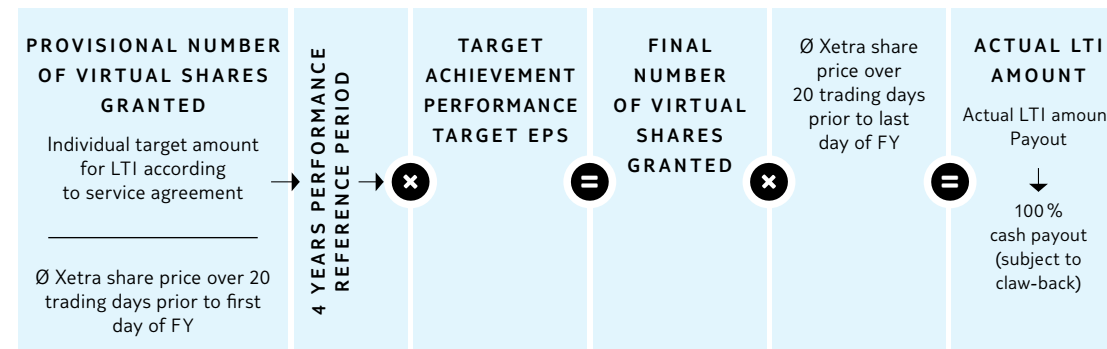 PROVISIONAL NUMBER
OF VIRTUAL SHARES
GRANTED
Individual target amount
for LTI according
to service agreement
Ø Xetra share price over 20
trading days prior to first
day of FY
4 YEARS PERFORMANCE
REFERENCE PERIOD
×
TARGET
ACHIEVEMENT
PERFORMANCE
TARGET EPS
=
FINAL
NUMBER
OF VIRTUAL
SHARES
GRANTED
×
Ø Xetra share
price over
20 trading days
prior to last
day of FY
=
ACTUAL LTI
AMOUNT
Actual LTI amoun
Payout
100 %
cash payout
(subject to
claw-back)